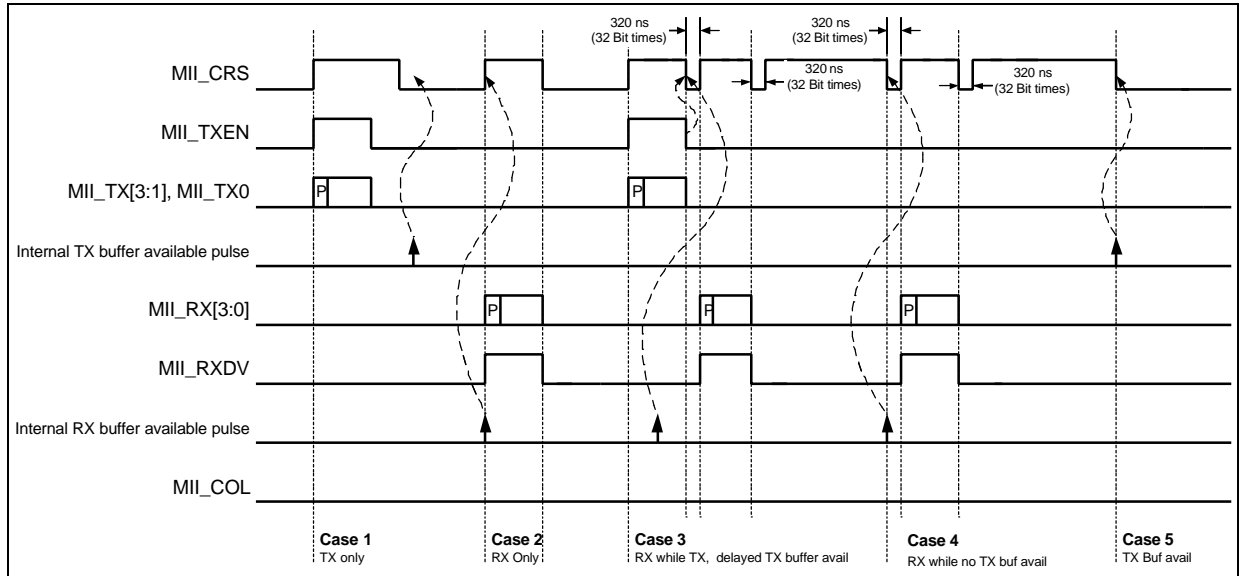 320 ns
(32 Bit times)
320 ns
(32 Bit times)
MII_CRS
320 ns
(32 Bit times)
320 ns
(32 Bit times)
MII_TXEN
MII_TX[3:1], MII_TX0
P
P
Internal TX buffer available pulse
MII_RX[3:0]
P
P
P
MII_RXDV
Internal RX buffer available pulse
MII_COL
Case 1
TX only
Case 2
RX Only
Case 3
RX while TX, delayed TX buffer avail
Case 4
RX while no TX buf avail
Case 5
TX Buf avail